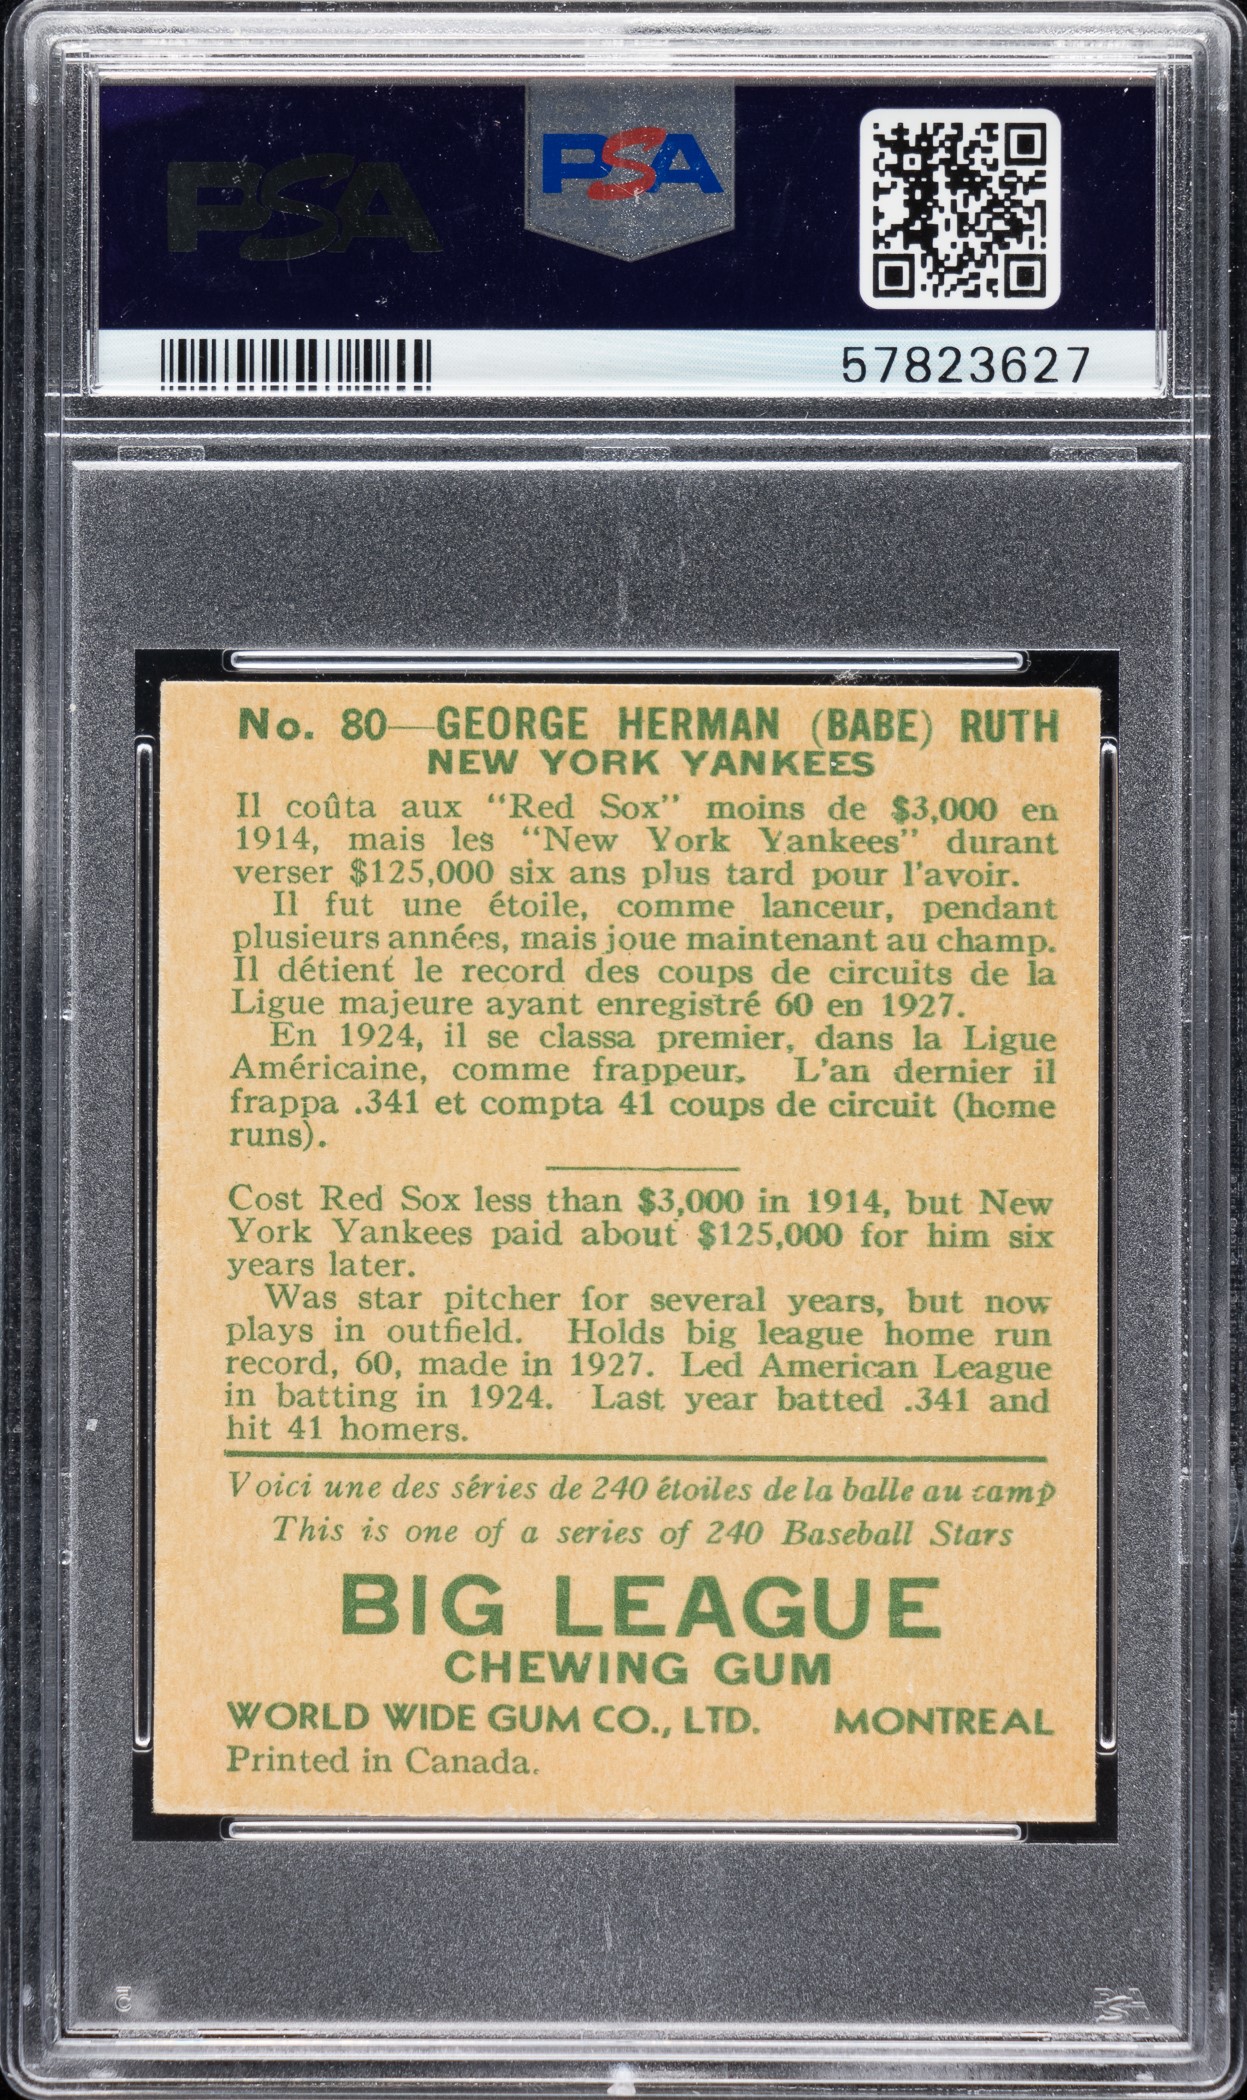 PSA
PSA
57823627
No. 80—GEORGE HERMAN (BABE) RUTH
NEW YORK YANKEES
Il coûta aux "Red Sox" moins de $3,000 en
1914, mais les "New York Yankees" durant
verser $125,000 six ans plus tard pour l'avoir.
Il fut une étoile, comme lanceur, pendant
plusieurs années, mais joue maintenant au champ.
Il détient le record des coups de circuits de la
Ligue majeure ayant enregistré 60 en 1927.
En 1924, il se classa premier, dans la Ligue
Américaine, comme frappeur. L'an dernier il
frappa .341 et compta 41 coups de circuit (home
runs).
Cost Red Sox less than $3,000 in 1914, but New
York Yankees paid about $125,000 for him six
years later.
Was star pitcher for several years, but now
plays in outfield. Holds big league home run
record, 60, made in 1927. Led American League
in batting in 1924. Last year batted .341 and
hit 41 homers.
Voici une des séries de 240 étoiles de la balle au camp
This is one of a series of 240 Baseball Stars
BIG LEAGUE
CHEWING GUM
WORLD WIDE GUM CO., LTD. MONTREAL
Printed in Canada.
PSA